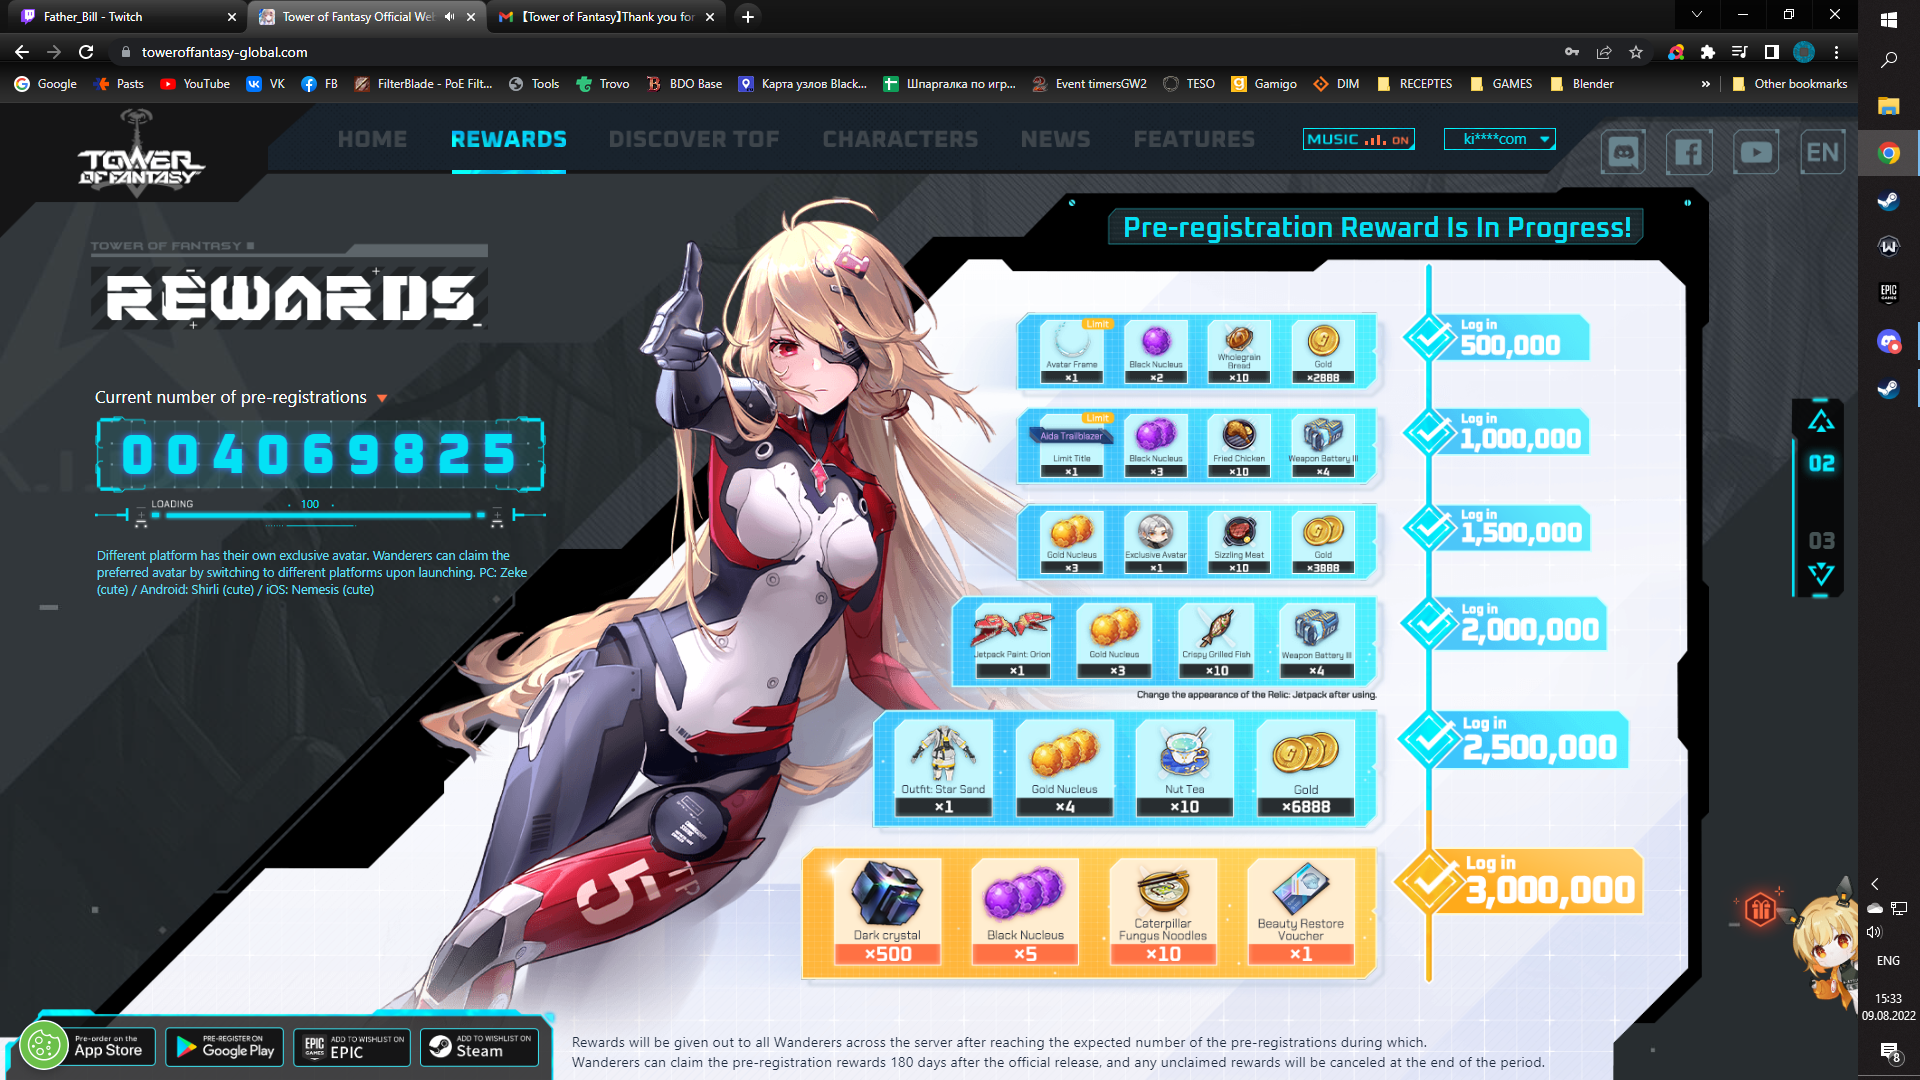 Father_Bill - Twitch
Tower of Fantasy Official Web
【Tower of Fantasy】Thank you for
toweroffantasy-global.com
Google
Pasts
YouTube
VK
FB
FilterBlade - PoE Filt...
Tools
Trovo
BDO Base
Карта узлов Black...
Шпаргалка по игр...
Event timersGW2
TESO
Gamigo
DIM
RECEPTES
GAMES
Blender
»
Other bookmarks
TOWER
OF FANTASY
HOME
REWARDS
DISCOVER TOF
CHARACTERS
NEWS
FEATURES
MUSIC ON
ki****com
EN
TOWER OF FANTASY
REWARDS
Current number of pre-registrations
004069825
LOADING
100
Different platform has their own exclusive avatar. Wanderers can claim the
preferred avatar by switching to different platforms upon launching. PC: Zeke
(cute) / Android: Shirli (cute) / iOS: Nemesis (cute)
Pre-registration Reward Is In Progress!
Limit
Avatar Frame
×1
Black Nucleus
×2
Wholegrain
Bread
×10
Gold
×2888
Log in
500,000
Limit
Aida Trailblazer
Limit Title
×1
Black Nucleus
×3
Fried Chicken
×10
Weapon Battery III
×4
Log in
1,000,000
Gold Nucleus
×3
Exclusive Avatar
×1
Sizzling Meat
×10
Gold
×3888
Log in
1,500,000
Jetpack Paint: Orion
×1
Gold Nucleus
×3
Crispy Grilled Fish
×10
Weapon Battery III
×4
Log in
2,000,000
Change the appearance of the Relic: Jetpack after using.
Outfit: Star Sand
×1
Gold Nucleus
×4
Nut Tea
×10
Gold
×6888
Log in
2,500,000
Dark crystal
×500
Black Nucleus
×5
Caterpillar
Fungus Noodles
×10
Beauty Restore
Voucher
×1
Log in
3,000,000
02
03
5
Pre-order on the
App Store
PRE-REGISTER ON
Google Play
EPIC
GAMES
ADD TO WISHLIST ON
EPIC
ADD TO WISHLIST ON
Steam
Rewards will be given out to all Wanderers across the server after reaching the expected number of the pre-registrations during which.
Wanderers can claim the pre-registration rewards 180 days after the official release, and any unclaimed rewards will be canceled at the end of the period.
EPIC
GAMES
ENG
15:33
09.08.2022
8